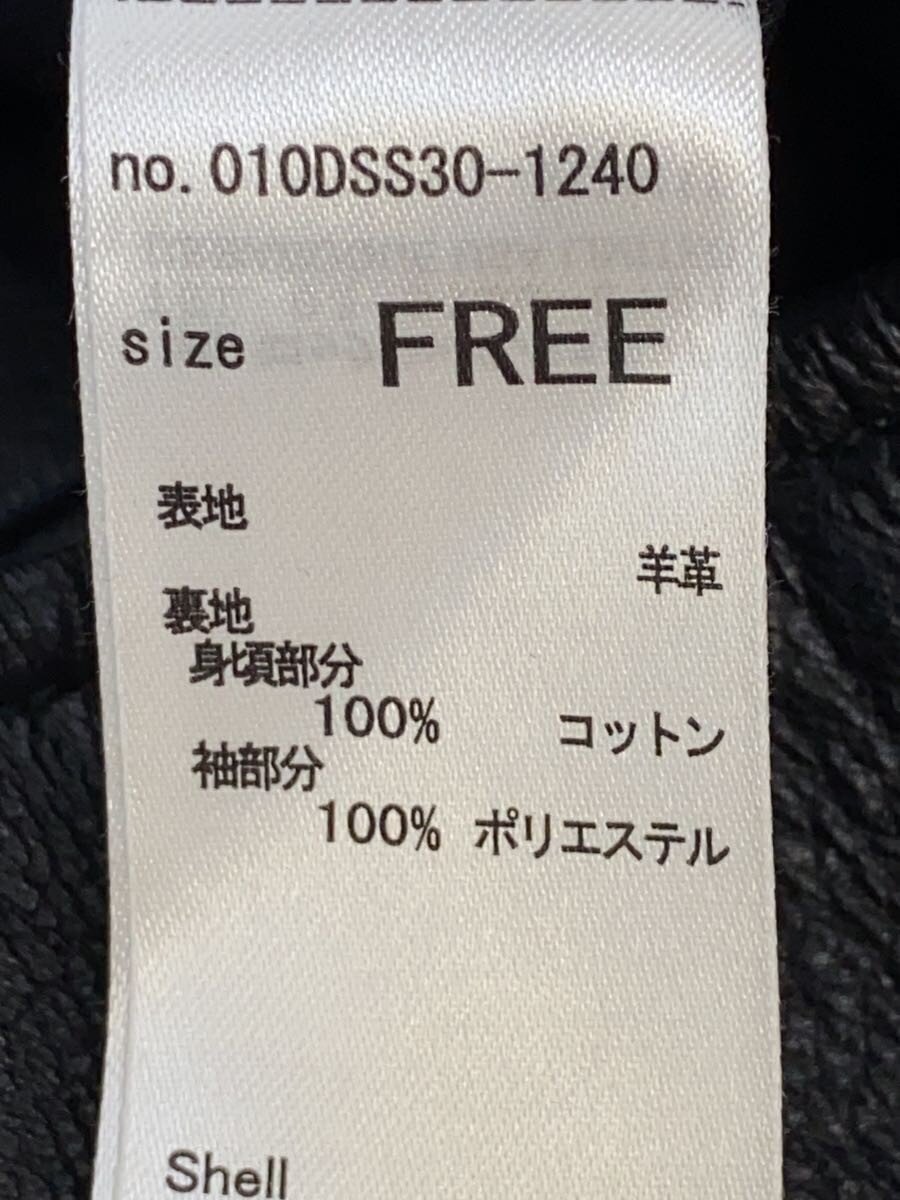 no.010DSS30-1240
size FREE
表地
羊革
裏地
身頃部分
100% コットン
袖部分
100% ポリエステル
Shell